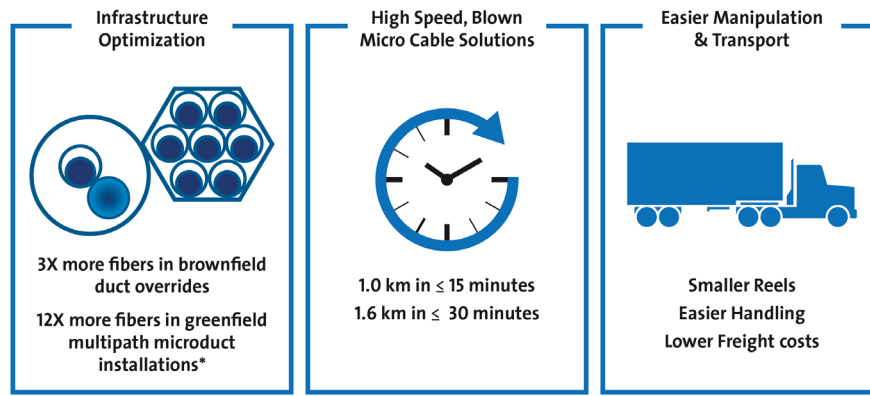 Infrastructure
Optimization
3X more fibers in brownfield
duct overrides
12X more fibers in greenfield
multipath microduct
installations*
High Speed, Blown
Micro Cable Solutions
1.0 km in ≤ 15 minutes
1.6 km in ≤ 30 minutes
Easier Manipulation
& Transport
Smaller Reels
Easier Handling
Lower Freight costs